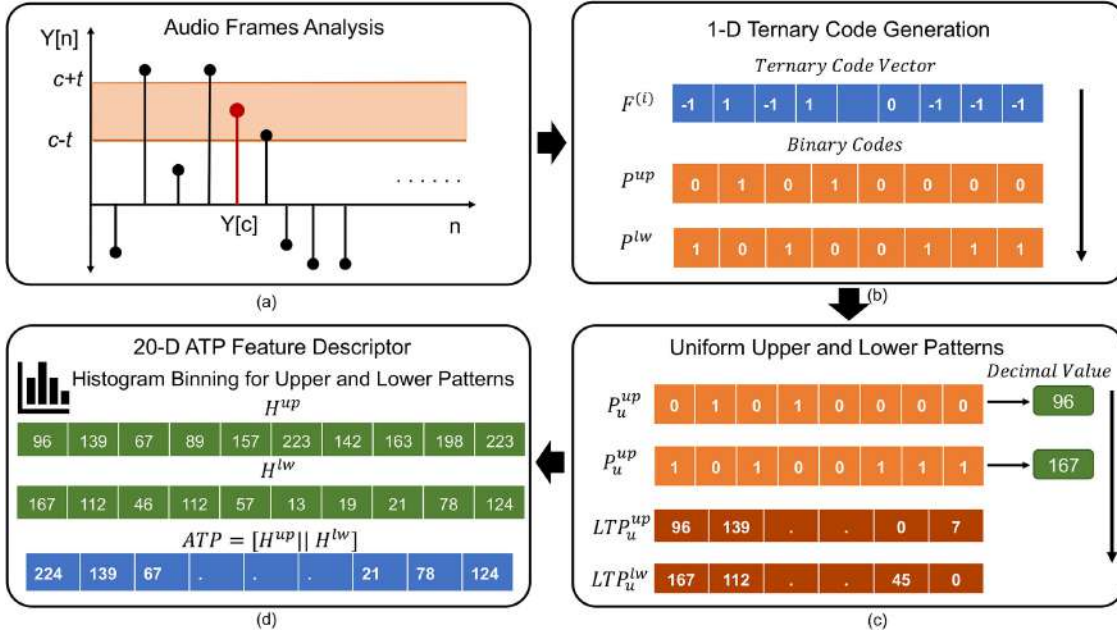 Audio Frames Analysis
Y[n]
c+t
c-t
. . . . . .
Y[c]
n
(a)
1-D Ternary Code Generation
Ternary Code Vector
F^(i) -1 1 -1 1 0 -1 -1 -1
Binary Codes
P^up 0 1 0 1 0 0 0 0
P^lw 1 0 1 0 0 1 1 1
(b)
20-D ATP Feature Descriptor
Histogram Binning for Upper and Lower Patterns
H^up
96 139 67 89 157 223 142 163 198 223
H^lw
167 112 46 112 57 13 19 21 78 124
ATP = [H^up|| H^lw]
224 139 67 . . . 21 78 124
(d)
Uniform Upper and Lower Patterns
Decimal Value
P_u^up 0 1 0 1 0 0 0 0 96
P_u^up 1 0 1 0 0 1 1 1 167
LTP_u^up 96 139 . . 0 7
LTP_u^lw 167 112 . . 45 0
(c)